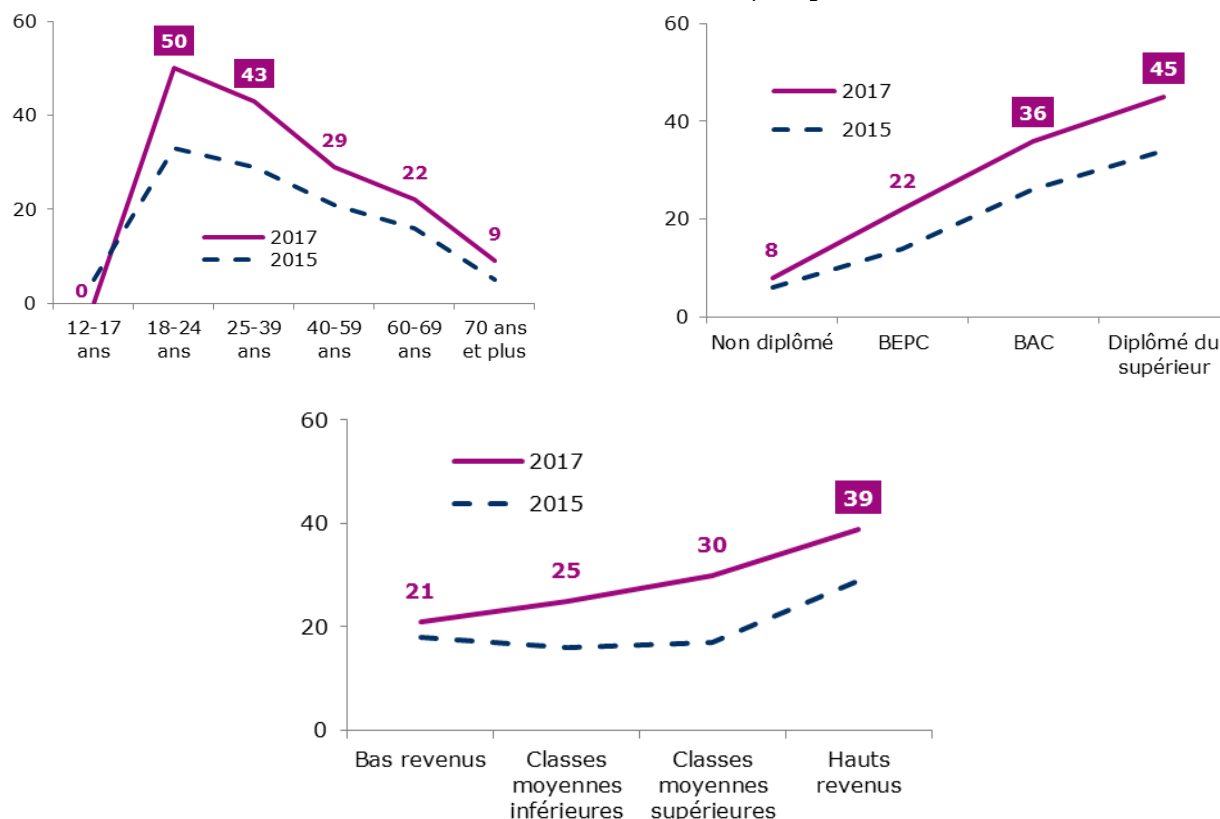 60
50
43
40
29
22
20
9
2017
2015
0
0
12-17 ans
18-24 ans
25-39 ans
40-59 ans
60-69 ans
70 ans et plus
60
45
2017
40
36
2015
22
20
8
0
Non diplômé
BEPC
BAC
Diplômé du supérieur
60
2017
39
2015
40
30
25
21
20
0
Bas revenus
Classes moyennes inférieures
Classes moyennes supérieures
Hauts revenus